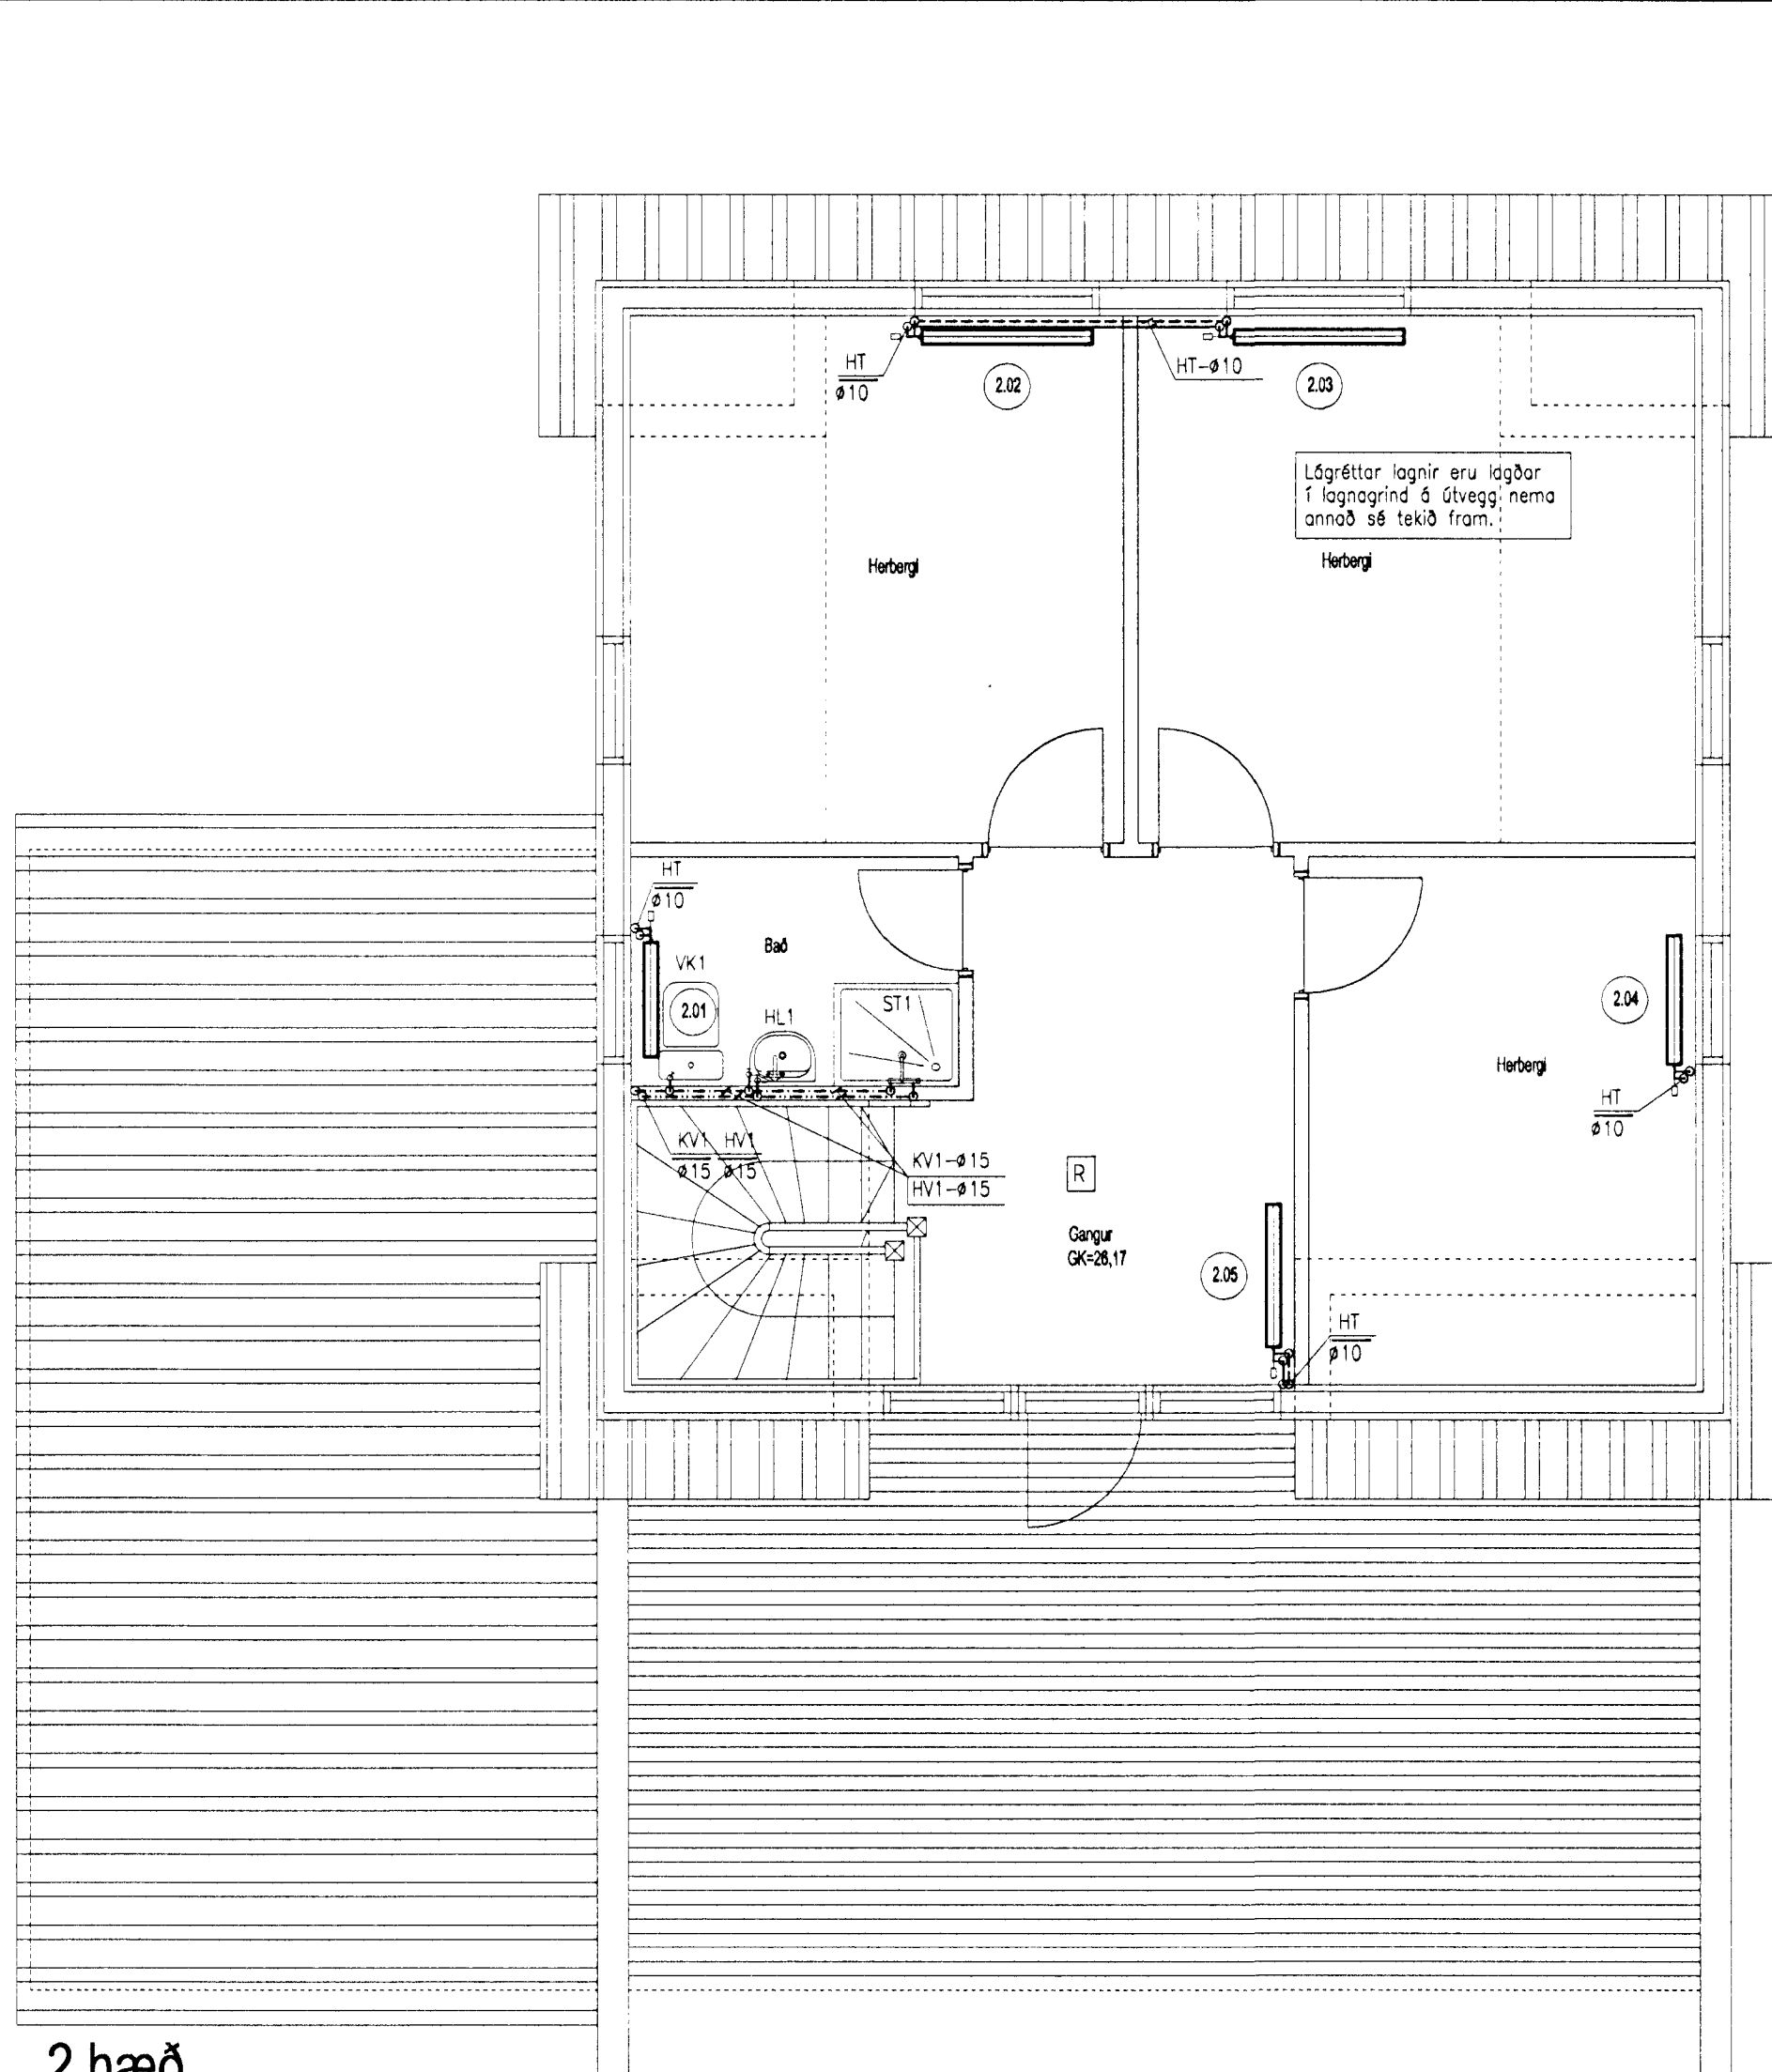 HT
ø10
2.02
HT-ø10
2.03
Lágréttar lagnir eru lagðar
í lagnagrind á útvegg nema
annað sé tekið fram.
Herbergi
Herbergi
HT
ø10
Bað
VK1
2.01
HL1
ST1
2.04
Herbergi
HT
ø10
KV1 HV1
ø15 ø15
KV1-ø15
HV1-ø15
R
Gangur
GK=26,17
2.05
HT
ø10
2.hæð